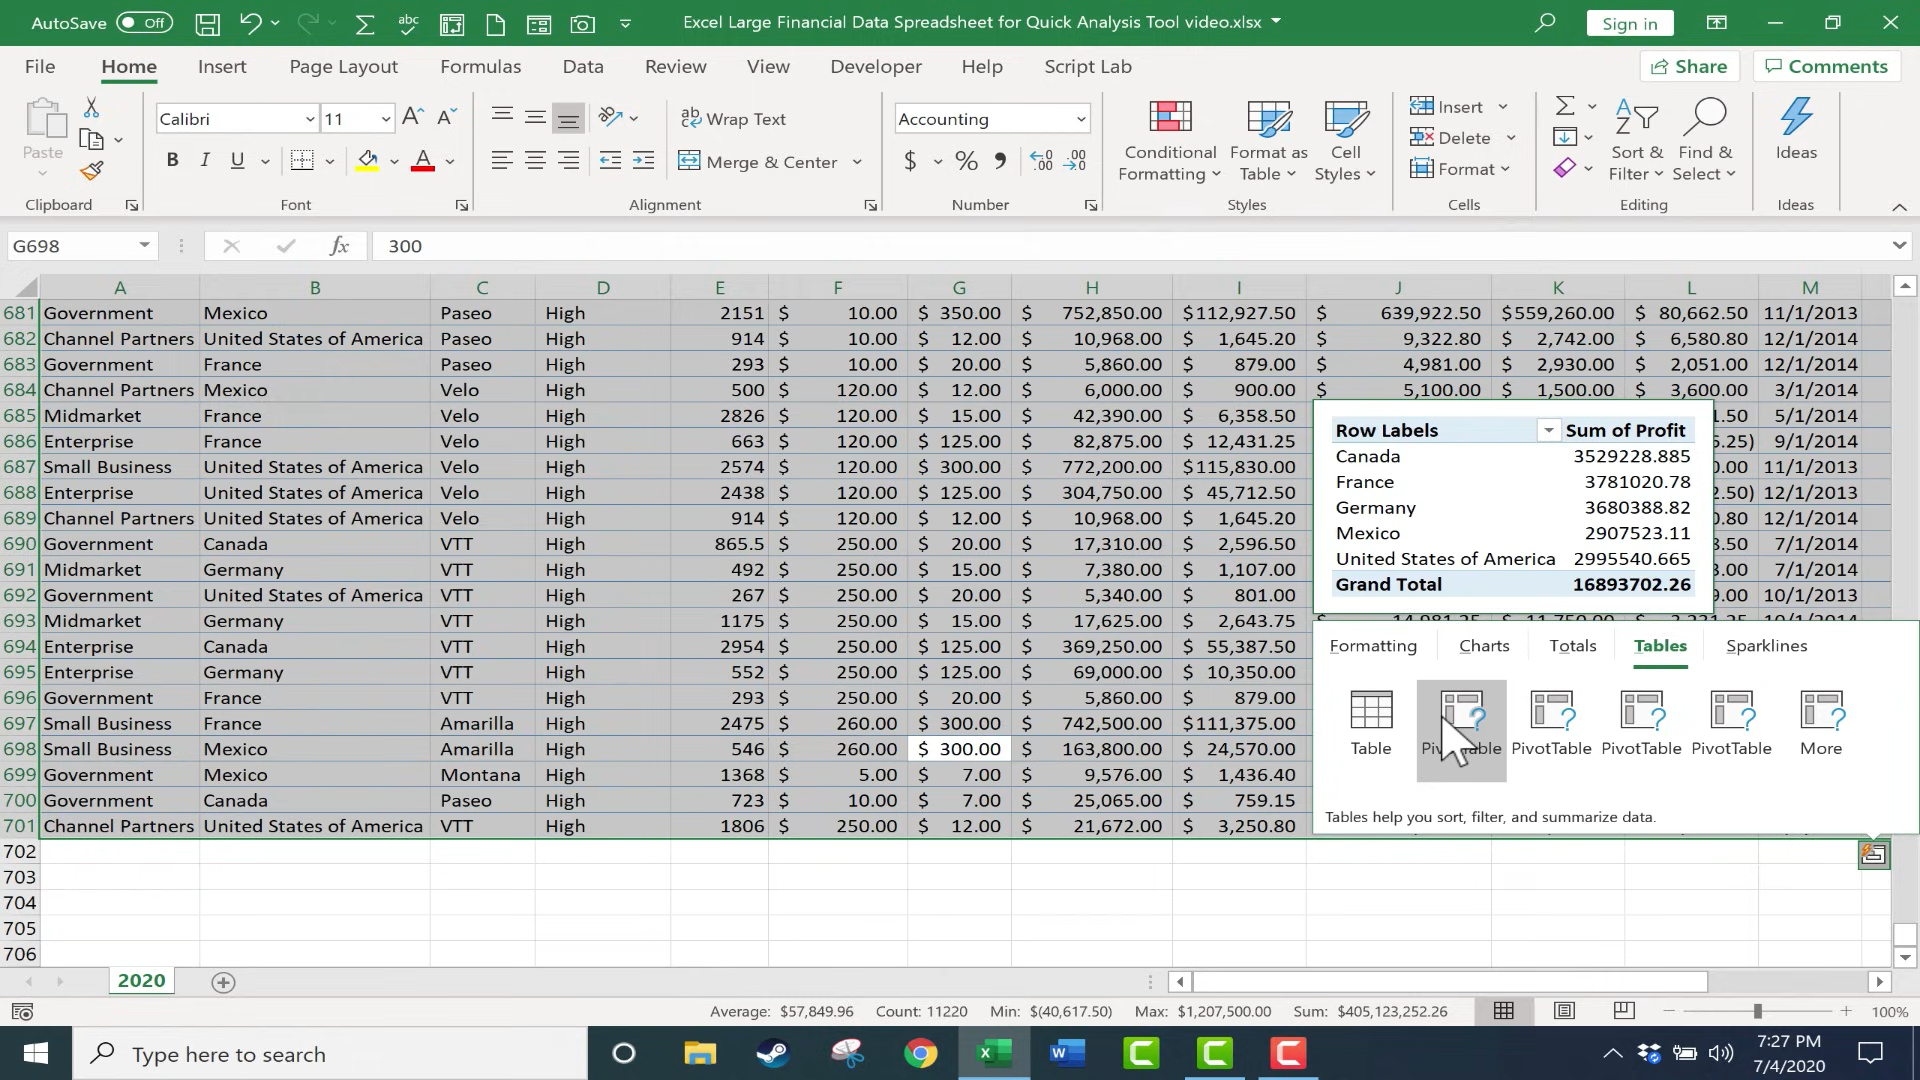 AutoSave Off Excel Large Financial Data Spreadsheet for Quick Analysis Tool video.xlsx Sign in
File Home Insert Page Layout Formulas Data Review View Developer Help Script Lab Share Comments
Paste Calibri 11 Wrap Text Accounting Conditional Formatting Format as Table Cell Styles Insert Sort & Filter Find & Select Ideas
B I U A Merge & Center $ % Delete
Format
Clipboard Font Alignment Number Styles Cells Editing Ideas
G698 fx 300
A B C D E F G H I J K L M
681 Government Mexico Paseo High 2151 $ 10.00 $ 350.00 $ 752,850.00 $112,927.50 $ 639,922.50 $559,260.00 $ 80,662.50 11/1/2013
682 Channel Partners United States of America Paseo High 914 $ 10.00 $ 12.00 $ 10,968.00 $ 1,645.20 $ 9,322.80 $ 2,742.00 $ 6,580.80 12/1/2014
683 Government France Paseo High 293 $ 10.00 $ 20.00 $ 5,860.00 $ 879.00 $ 4,981.00 $ 2,930.00 $ 2,051.00 12/1/2014
684 Channel Partners Mexico Velo High 500 $ 120.00 $ 12.00 $ 6,000.00 $ 900.00 $ 5,100.00 $ 1,500.00 $ 3,600.00 3/1/2014
685 Midmarket France Velo High 2826 $ 120.00 $ 15.00 $ 42,390.00 $ 6,358.50 1.50 5/1/2014
686 Enterprise France Velo High 663 $ 120.00 $ 125.00 $ 82,875.00 $ 12,431.25 5.25) 9/1/2014
687 Small Business United States of America Velo High 2574 $ 120.00 $ 300.00 $ 772,200.00 $115,830.00 0.00 11/1/2013
688 Enterprise United States of America Velo High 2438 $ 120.00 $ 125.00 $ 304,750.00 $ 45,712.50 2.50) 12/1/2013
689 Channel Partners United States of America Velo High 914 $ 120.00 $ 12.00 $ 10,968.00 $ 1,645.20 0.80 12/1/2014
690 Government Canada VTT High 865.5 $ 250.00 $ 20.00 $ 17,310.00 $ 2,596.50 3.50 7/1/2014
691 Midmarket Germany VTT High 492 $ 250.00 $ 15.00 $ 7,380.00 $ 1,107.00 3.00 7/1/2014
692 Government United States of America VTT High 267 $ 250.00 $ 20.00 $ 5,340.00 $ 801.00 9.00 10/1/2013
693 Midmarket Germany VTT High 1175 $ 250.00 $ 15.00 $ 17,625.00 $ 2,643.75
694 Enterprise Canada VTT High 2954 $ 250.00 $ 125.00 $ 369,250.00 $ 55,387.50
695 Enterprise Germany VTT High 552 $ 250.00 $ 125.00 $ 69,000.00 $ 10,350.00
696 Government France VTT High 293 $ 250.00 $ 20.00 $ 5,860.00 $ 879.00
697 Small Business France Amarilla High 2475 $ 260.00 $ 300.00 $ 742,500.00 $111,375.00
698 Small Business Mexico Amarilla High 546 $ 260.00 $ 300.00 $ 163,800.00 $ 24,570.00
699 Government Mexico Montana High 1368 $ 5.00 $ 7.00 $ 9,576.00 $ 1,436.40
700 Government Canada Paseo High 723 $ 10.00 $ 7.00 $ 25,065.00 $ 759.15
701 Channel Partners United States of America VTT High 1806 $ 250.00 $ 12.00 $ 21,672.00 $ 3,250.80
702
703
704
705
706
Row Labels Sum of Profit
Canada 3529228.885
France 3781020.78
Germany 3680388.82
Mexico 2907523.11
United States of America 2995540.665
Grand Total 16893702.26
Formatting Charts Totals Tables Sparklines
Table PivotTable PivotTable PivotTable More
Tables help you sort, filter, and summarize data.
2020
Average: $57,849.96 Count: 11220 Min: $(40,617.50) Max: $1,207,500.00 Sum: $405,123,252.26 100%
Type here to search 7:27 PM
7/4/2020